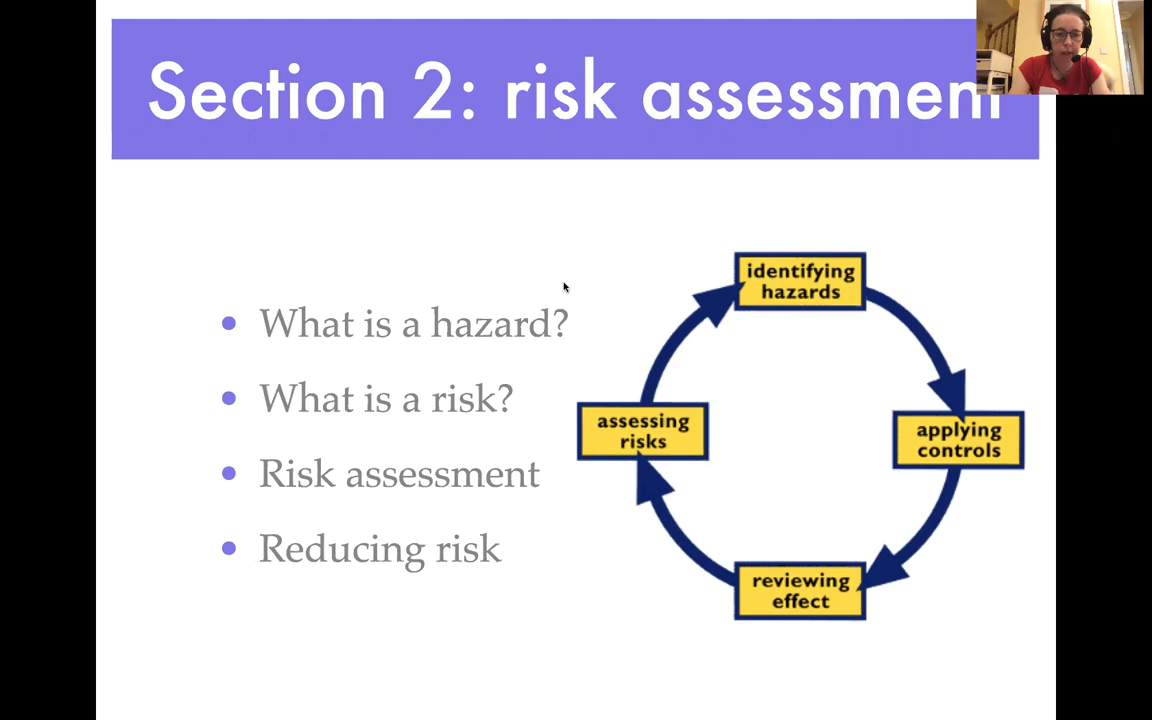 Section 2: risk assessment
What is a hazard?
What is a risk?
Risk assessment
Reducing risk
identifying
hazards
assessing
risks
applying
controls
reviewing
effect